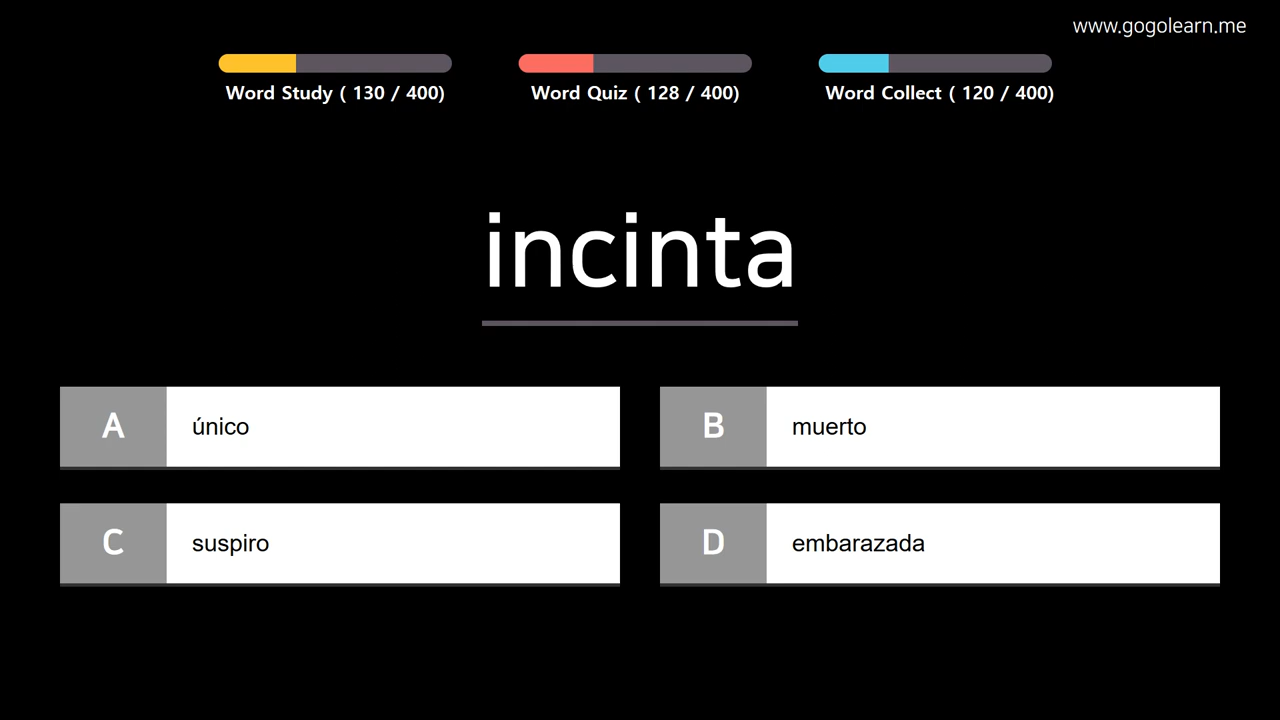 www.gogolearn.me
Word Study ( 130 / 400)
Word Quiz ( 128 / 400)
Word Collect ( 120 / 400)
incinta
A único
B muerto
C suspiro
D embarazada